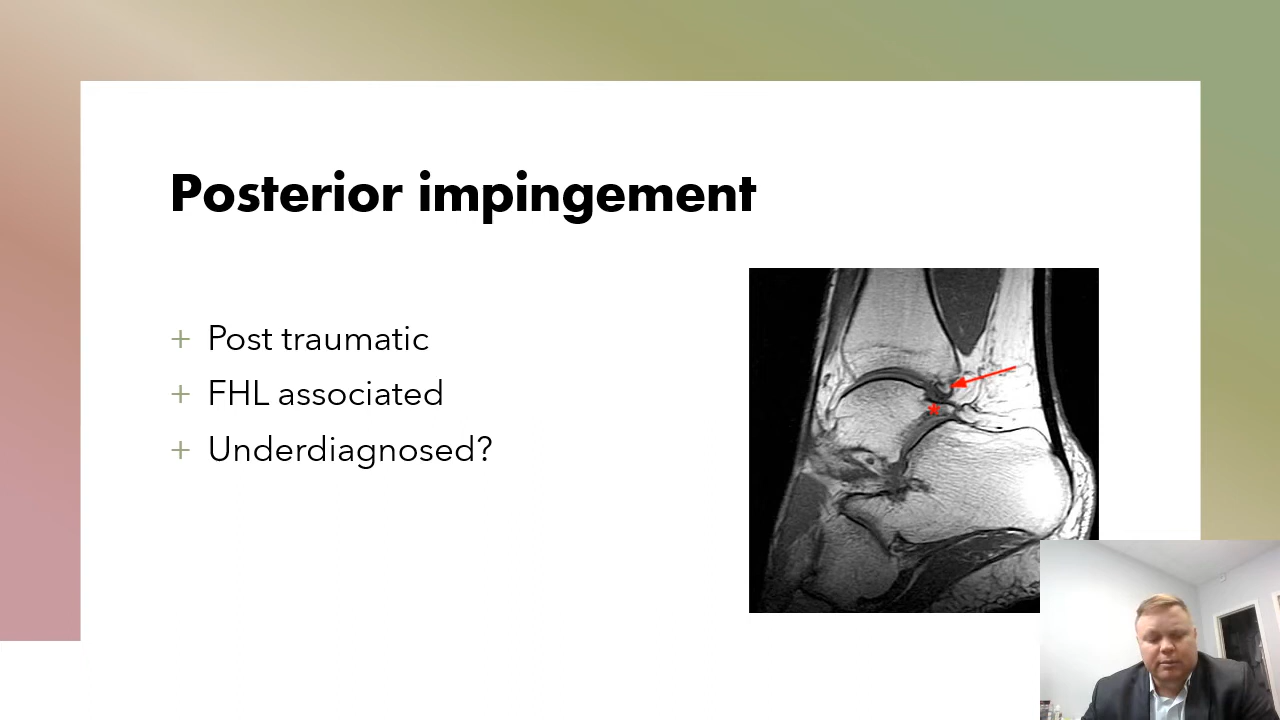 Posterior impingement
+ Post traumatic
+ FHL associated
+ Underdiagnosed?
*